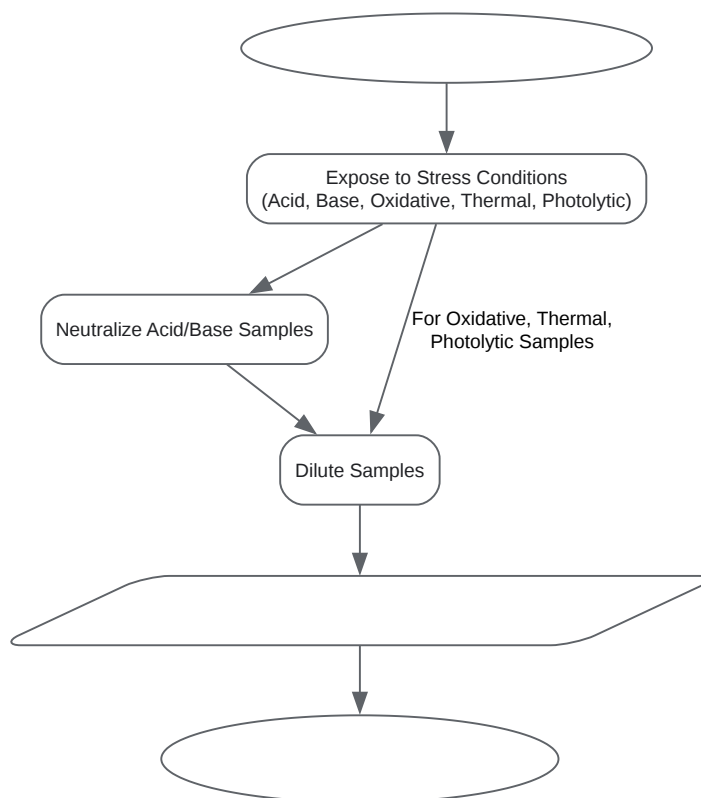 Expose to Stress Conditions
(Acid, Base, Oxidative, Thermal, Photolytic)
Neutralize Acid/Base Samples
For Oxidative, Thermal,
Photolytic Samples
Dilute Samples